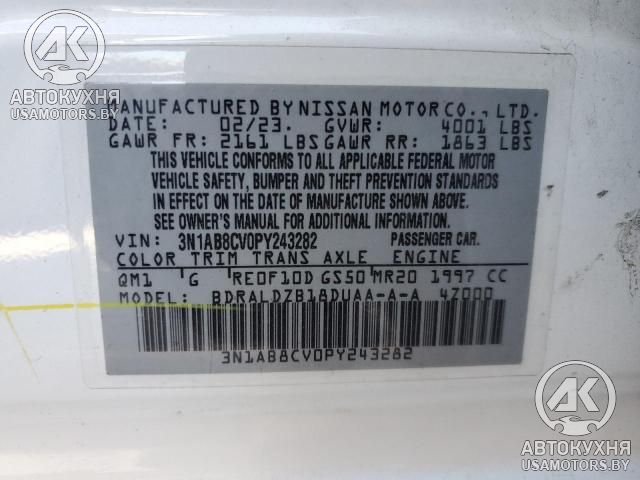 AK
АВТОКУХНЯ
USAMOTORS.BY
MANUFACTURED BY NISSAN MOTOR CO., LTD.
DATE: 02/23. GVWR: 4001 LBS
GAWR FR: 2161 LBS GAWR RR: 1863 LBS
THIS VEHICLE CONFORMS TO ALL APPLICABLE FEDERAL MOTOR
VEHICLE SAFETY, BUMPER AND THEFT PREVENTION STANDARDS
IN EFFECT ON THE DATE OF MANUFACTURE SHOWN ABOVE.
SEE OWNER'S MANUAL FOR ADDITIONAL INFORMATION.
VIN: 3N1AB8CV0PY243282 PASSENGER CAR.
COLOR TRIM TRANS AXLE ENGINE
QM1 G RE0F10D GS50 MR20 1997 CC
MODEL: BDRALDZB18DUAA-A-A 4Z000
3N1AB8CV0PY243282
AK
АВТОКУХНЯ
USAMOTORS.BY